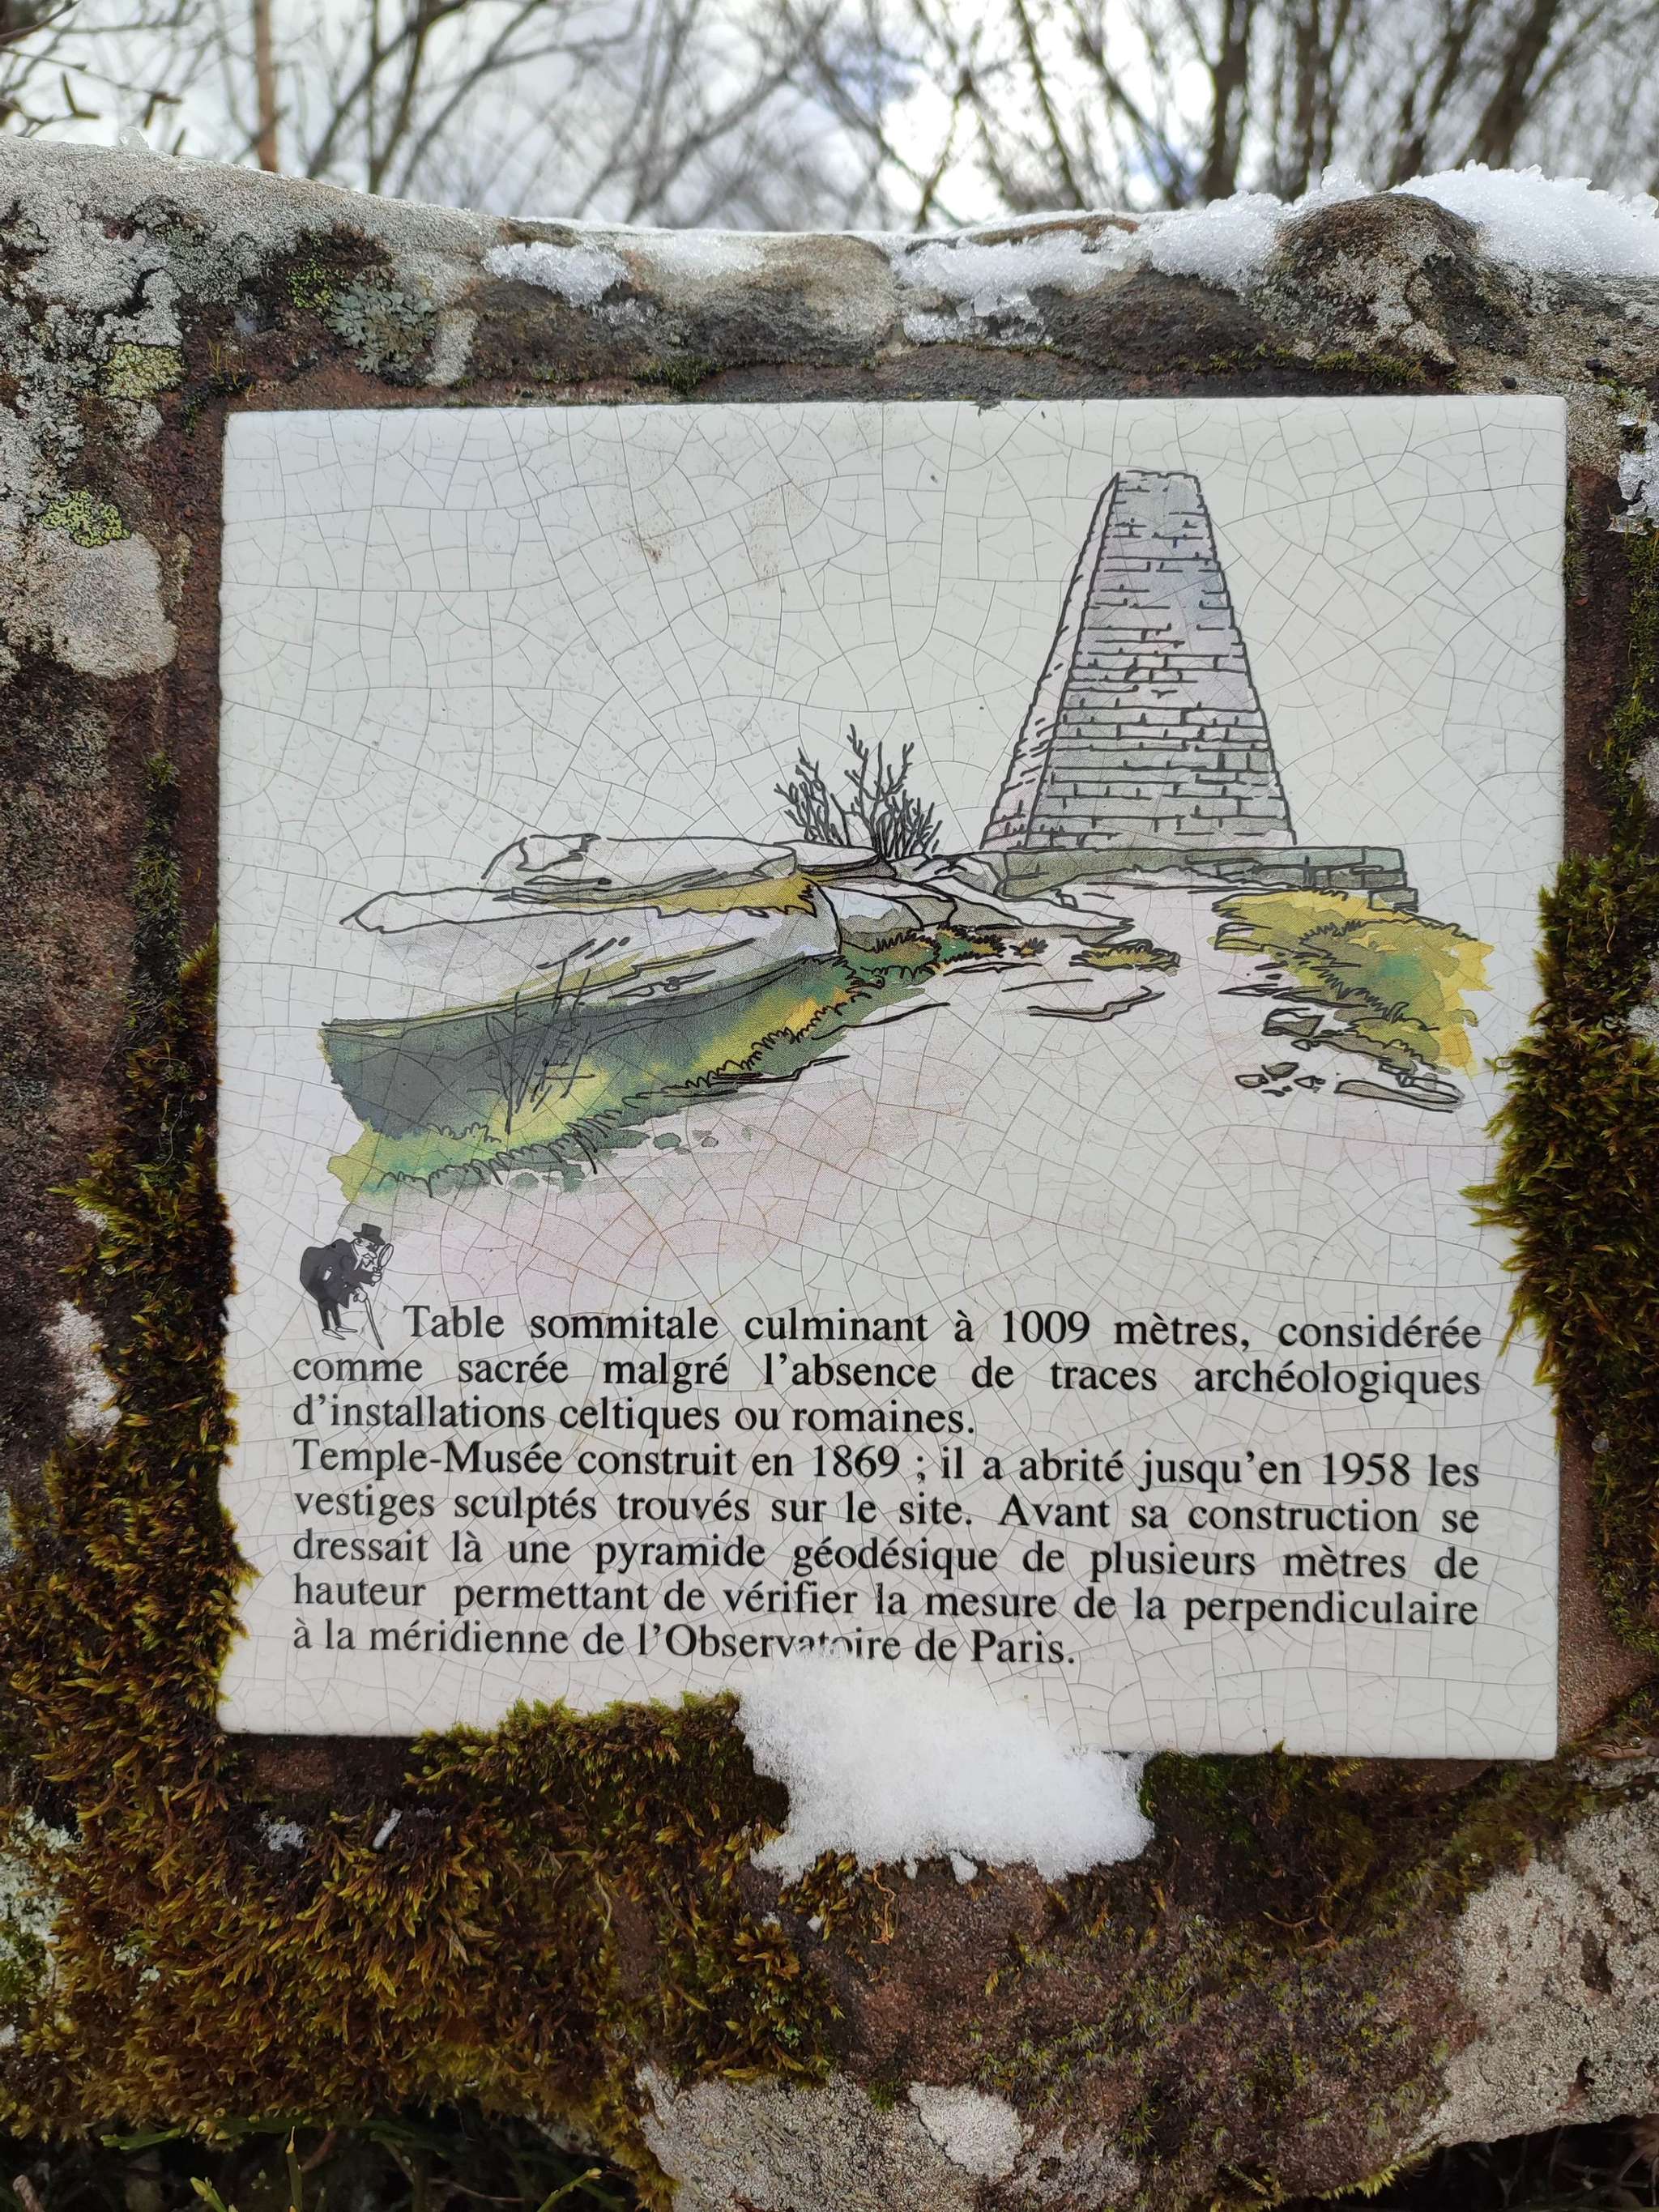 Table sommitale culminant à 1009 mètres, considérée
comme sacrée malgré l'absence de traces archéologiques
d'installations celtiques ou romaines.
Temple-Musée construit en 1869 ; il a abrité jusqu'en 1958 les
vestiges sculptés trouvés sur le site. Avant sa construction se
dressait là une pyramide géodésique de plusieurs mètres de
hauteur permettant de vérifier la mesure de la perpendiculaire
à la méridienne de l'Observatoire de Paris.